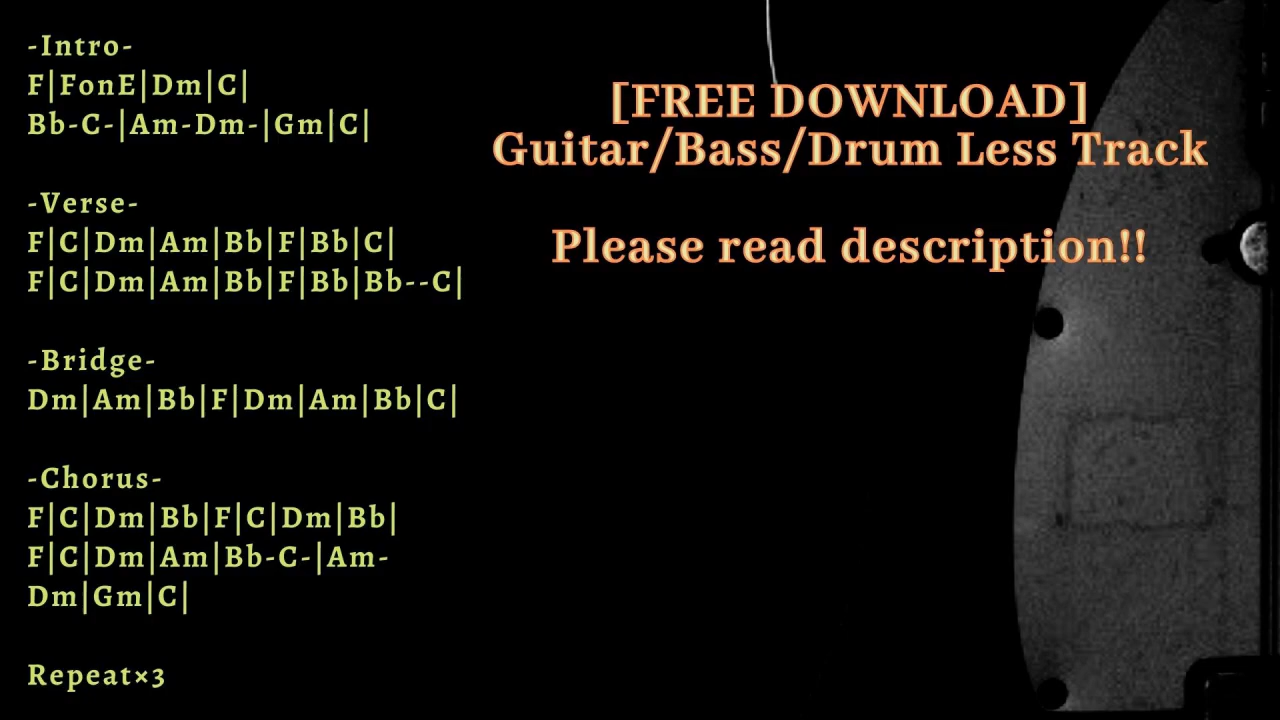 -Intro-
F|FonE|Dm|C|
Bb-C-|Am-Dm-|Gm|C|
-Verse-
F|C|Dm|Am|Bb|F|Bb|C|
F|C|Dm|Am|Bb|F|Bb|Bb--C|
-Bridge-
Dm|Am|Bb|F|Dm|Am|Bb|C|
-Chorus-
F|C|Dm|Bb|F|C|Dm|Bb|
F|C|Dm|Am|Bb-C-|Am-
Dm|Gm|C|
Repeat×3
[FREE DOWNLOAD]
Guitar/Bass/Drum Less Track
Please read description!!